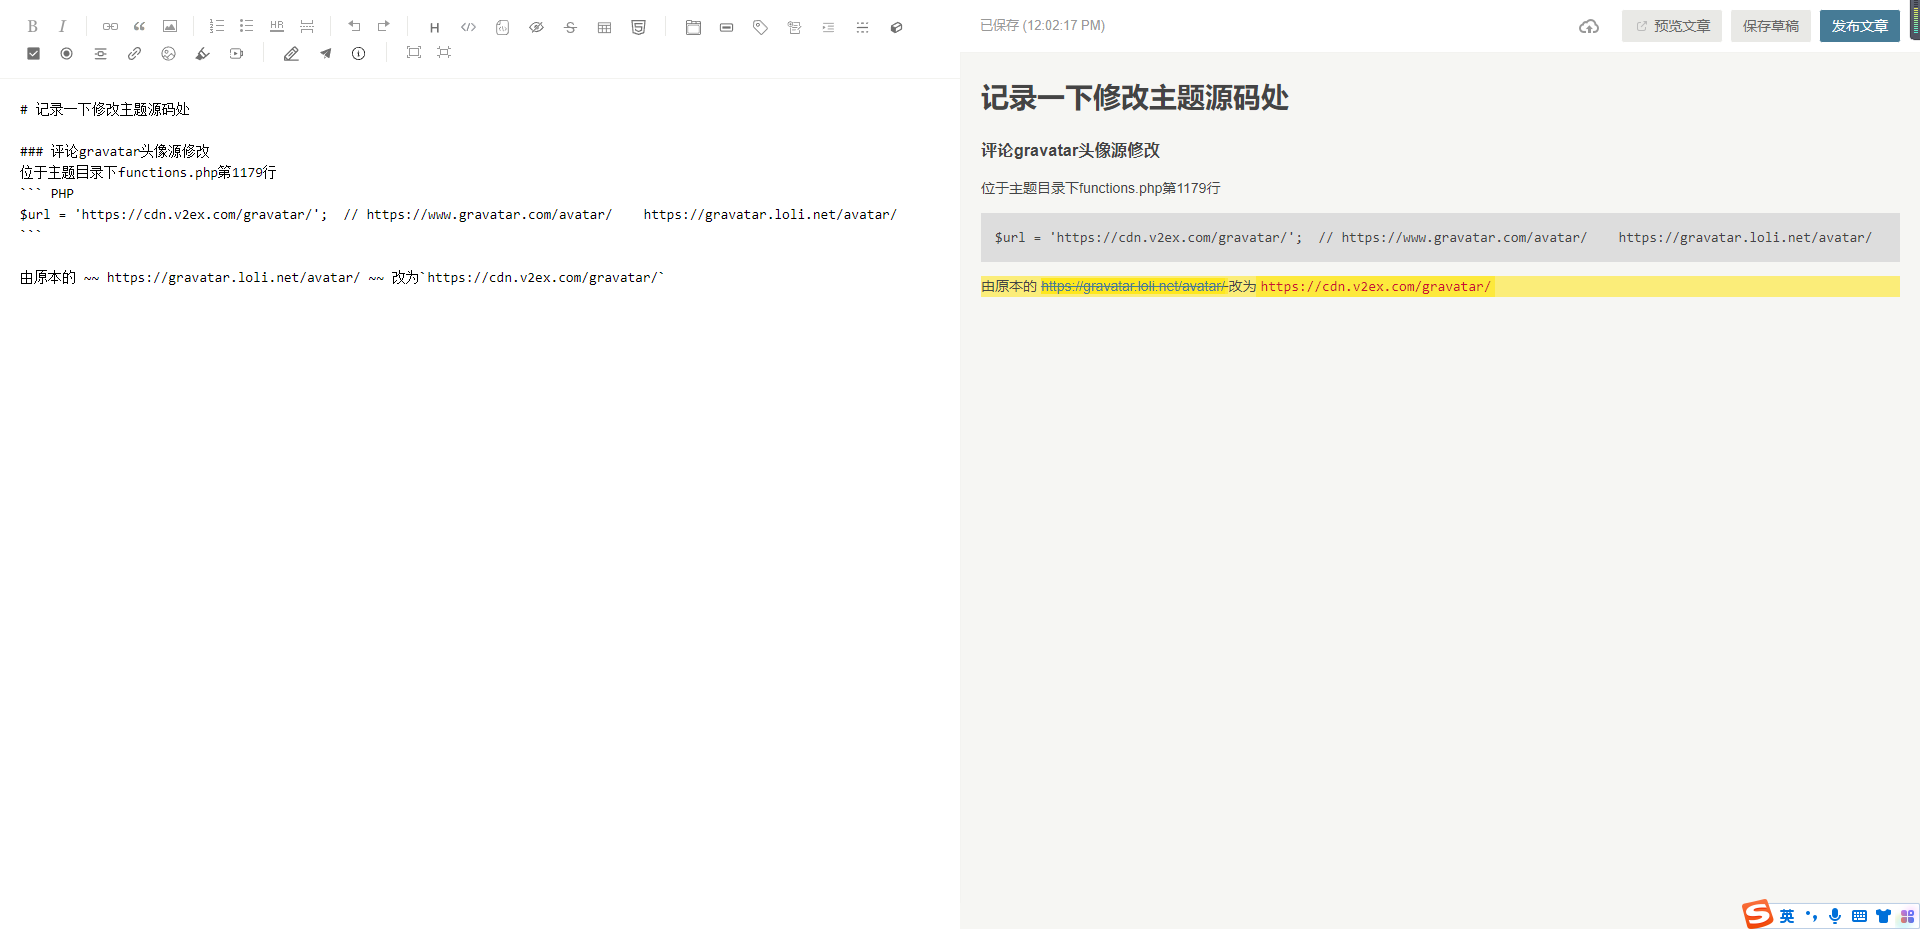 B I HR H
已保存 (12:02:17 PM) 预览文章 保存草稿 发布文章
# 记录一下修改主题源码处
### 评论gravatar头像源修改
位于主题目录下functions.php第1179行
``` PHP
$url = 'https://cdn.v2ex.com/gravatar/';  // https://www.gravatar.com/avatar/    https://gravatar.loli.net/avatar/
```
由原本的 ~~ https://gravatar.loli.net/avatar/ ~~ 改为`https://cdn.v2ex.com/gravatar/`
记录一下修改主题源码处
评论gravatar头像源修改
位于主题目录下functions.php第1179行
$url = 'https://cdn.v2ex.com/gravatar/';  // https://www.gravatar.com/avatar/    https://gravatar.loli.net/avatar/
由原本的 https://gravatar.loli.net/avatar/ 改为 https://cdn.v2ex.com/gravatar/
S 英